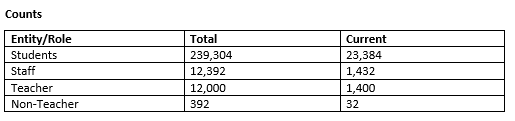 Counts
Entity/Role Total Current
Students 239,304 23,384
Staff 12,392 1,432
Teacher 12,000 1,400
Non-Teacher 392 32